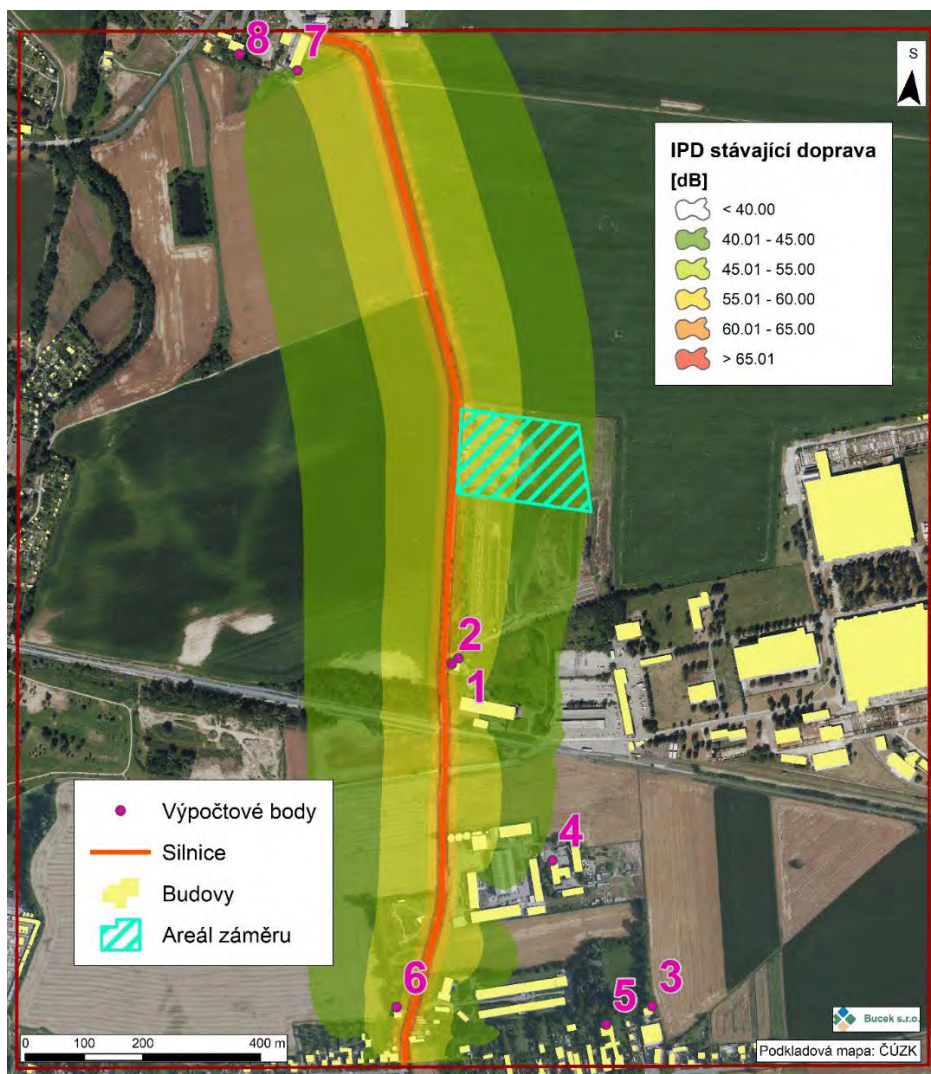 8
7
S
IPD stávající doprava
[dB]
< 40.00
40.01 - 45.00
45.01 - 55.00
55.01 - 60.00
60.01 - 65.00
> 65.01
2
1
Výpočtové body
Silnice
Budovy
Areál záměru
4
6
5
3
Bucek s.r.o.
0 100 200 400 m
Podkladová mapa: ČÚZK